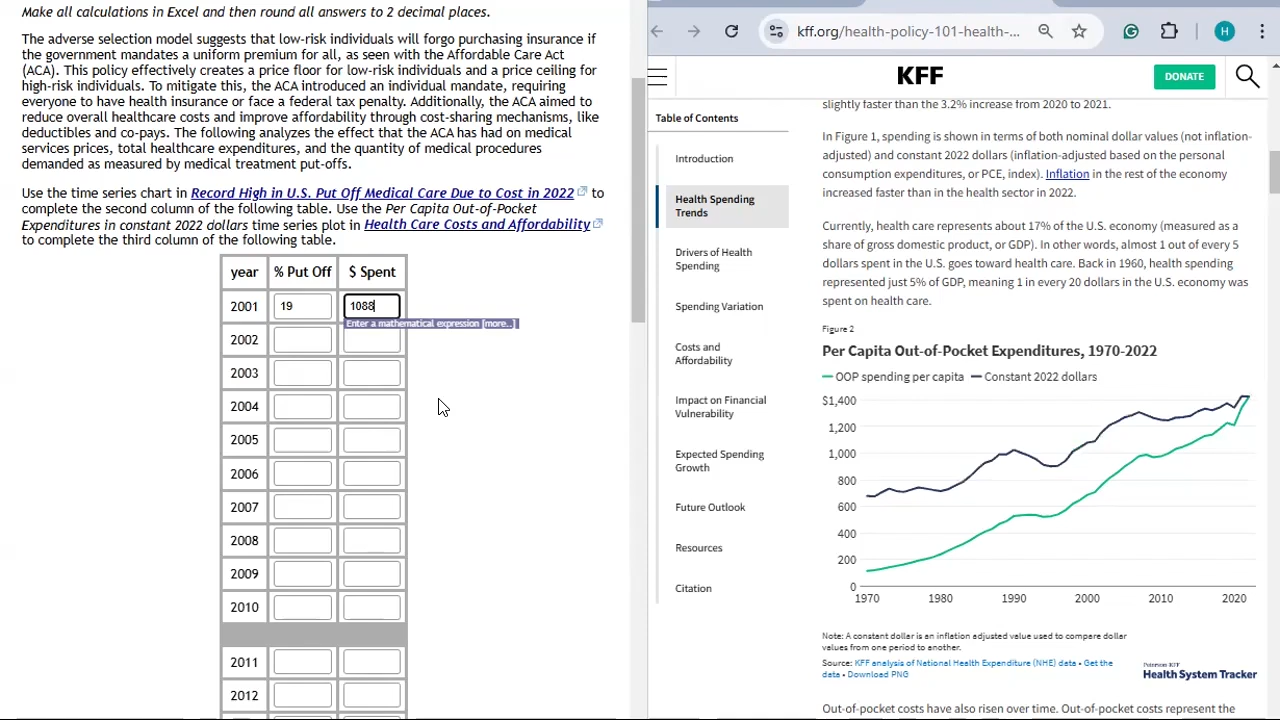 Make all calculations in Excel and then round all answers to 2 decimal places.
The adverse selection model suggests that low-risk individuals will forgo purchasing insurance if
the government mandates a uniform premium for all, as seen with the Affordable Care Act
(ACA). This policy effectively creates a price floor for low-risk individuals and a price ceiling for
high-risk individuals. To mitigate this, the ACA introduced an individual mandate, requiring
everyone to have health insurance or face a federal tax penalty. Additionally, the ACA aimed to
reduce overall healthcare costs and improve affordability through cost-sharing mechanisms, like
deductibles and co-pays. The following analyzes the effect that the ACA has had on medical
services prices, total healthcare expenditures, and the quantity of medical procedures
demanded as measured by medical treatment put-offs.
Use the time series chart in Record High in U.S. Put Off Medical Care Due to Cost in 2022 to
complete the second column of the following table. Use the Per Capita Out-of-Pocket
Expenditures in constant 2022 dollars time series plot in Health Care Costs and Affordability
to complete the third column of the following table.
year % Put Off $ Spent
2001 19 1088
Enter a mathematical expression [more..]
2002
2003
2004
2005
2006
2007
2008
2009
2010
2011
2012
kff.org/health-policy-101-health-...
H
KFF
DONATE
Table of Contents
Introduction
Health Spending
Trends
Drivers of Health
Spending
Spending Variation
Costs and
Affordability
Impact on Financial
Vulnerability
Expected Spending
Growth
Future Outlook
Resources
Citation
slightly faster than the 3.2% increase from 2020 to 2021.
In Figure 1, spending is shown in terms of both nominal dollar values (not inflation-
adjusted) and constant 2022 dollars (inflation-adjusted based on the personal
consumption expenditures, or PCE, index). Inflation in the rest of the economy
increased faster than in the health sector in 2022.
Currently, health care represents about 17% of the U.S. economy (measured as a
share of gross domestic product, or GDP). In other words, almost 1 out of every 5
dollars spent in the U.S. goes toward health care. Back in 1960, health spending
represented just 5% of GDP, meaning 1 in every 20 dollars in the U.S. economy was
spent on health care.
Figure 2
Per Capita Out-of-Pocket Expenditures, 1970-2022
OOP spending per capita Constant 2022 dollars
$1,400
1,200
1,000
800
600
400
200
0
1970 1980 1990 2000 2010 2020
Note: A constant dollar is an inflation adjusted value used to compare dollar
values from one period to another.
Source: KFF analysis of National Health Expenditure (NHE) data • Get the
data • Download PNG
Peterson-KFF
Health System Tracker
Out-of-pocket costs have also risen over time. Out-of-pocket costs represent the